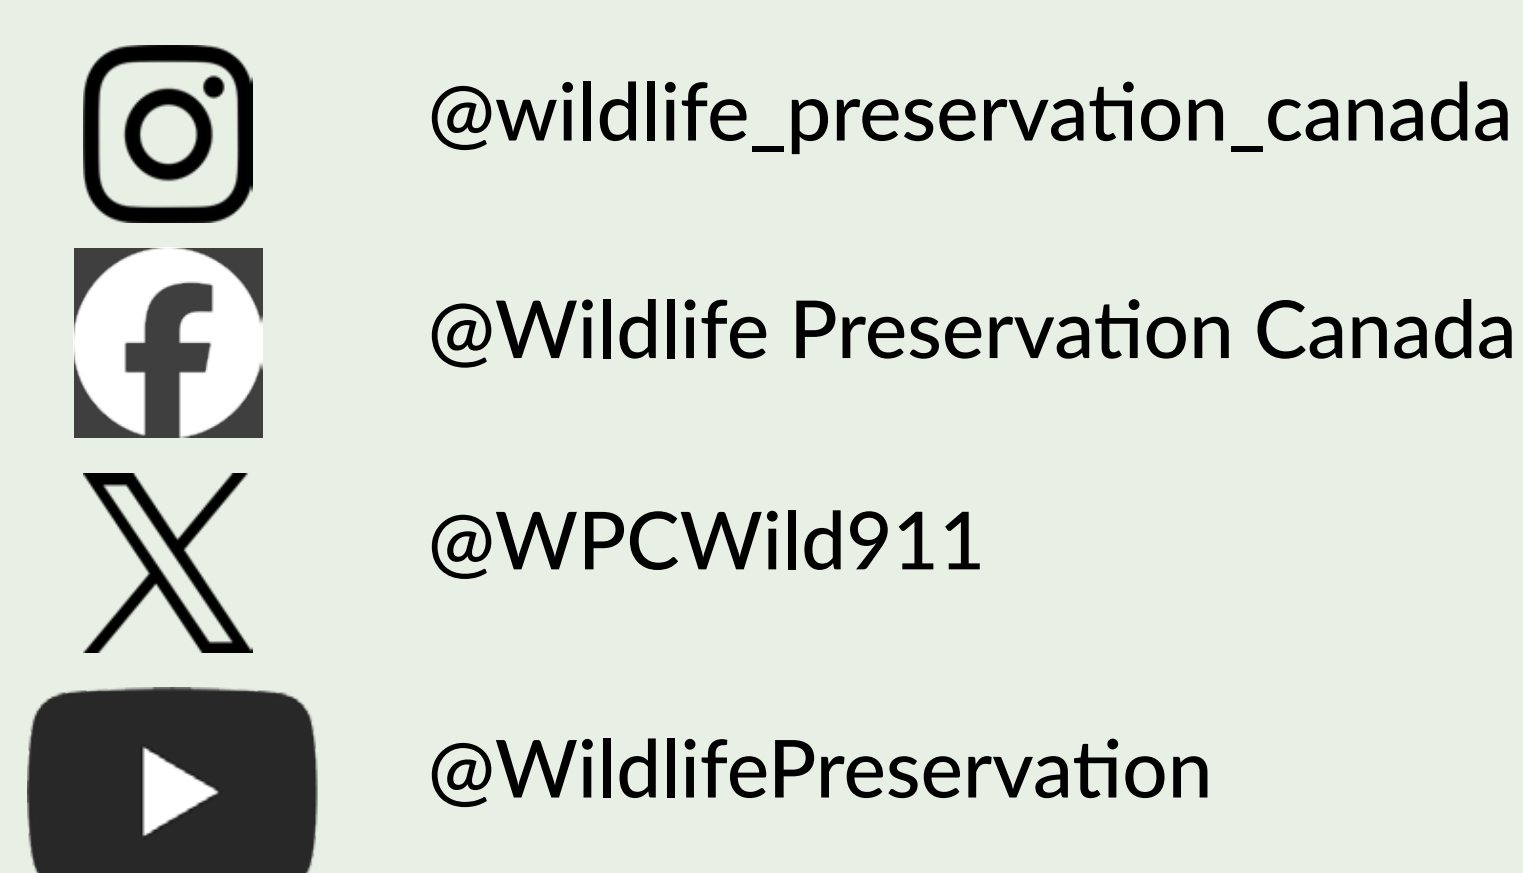 @wildlife_preservation_canada
@Wildlife Preservation Canada
@WPCWild911
@WildlifePreservation